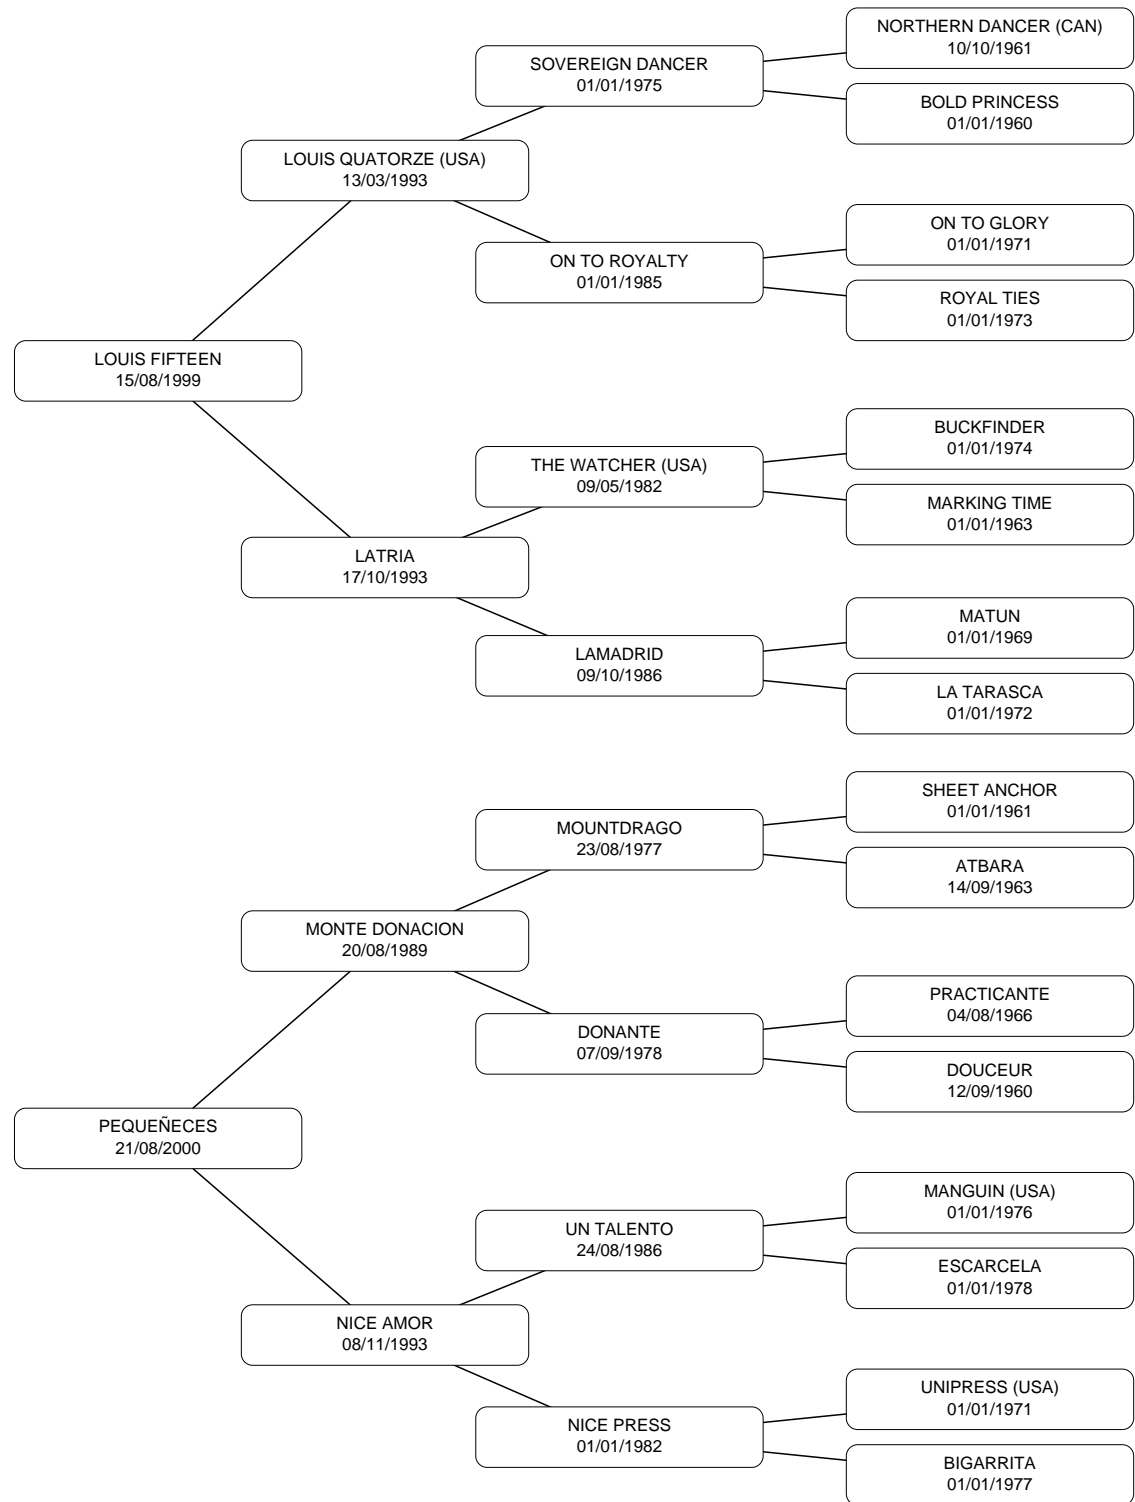 NORTHERN DANCER (CAN)
10/10/1961
SOVEREIGN DANCER
01/01/1975
BOLD PRINCESS
01/01/1960
LOUIS QUATORZE (USA)
13/03/1993
ON TO GLORY
01/01/1971
ON TO ROYALTY
01/01/1985
ROYAL TIES
01/01/1973
LOUIS FIFTEEN
15/08/1999
BUCKFINDER
01/01/1974
THE WATCHER (USA)
09/05/1982
MARKING TIME
01/01/1963
LATRIA
17/10/1993
MATUN
01/01/1969
LAMADRID
09/10/1986
LA TARASCA
01/01/1972
SHEET ANCHOR
01/01/1961
MOUNTDRAGO
23/08/1977
ATBARA
14/09/1963
MONTE DONACION
20/08/1989
PRACTICANTE
04/08/1966
DONANTE
07/09/1978
DOUCEUR
12/09/1960
PEQUEÑECES
21/08/2000
MANGUIN (USA)
01/01/1976
UN TALENTO
24/08/1986
ESCARCELA
01/01/1978
NICE AMOR
08/11/1993
UNIPRESS (USA)
01/01/1971
NICE PRESS
01/01/1982
BIGARRITA
01/01/1977